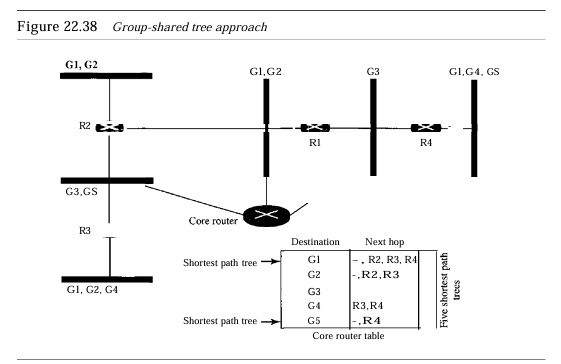 Figure 22.38 Group-shared tree approach
G1, G2
G1,G2
G3
G1,G4, GS
R2
R1
R4
G3,GS
Core router
R3
Destination Next hop
Shortest path tree G1 -, R2, R3, R4
G2 -,R2,R3
G3
G1, G2, G4
G4 R3,R4
Shortest path tree G5 -,R4
Five shortest path
trees
Core router table